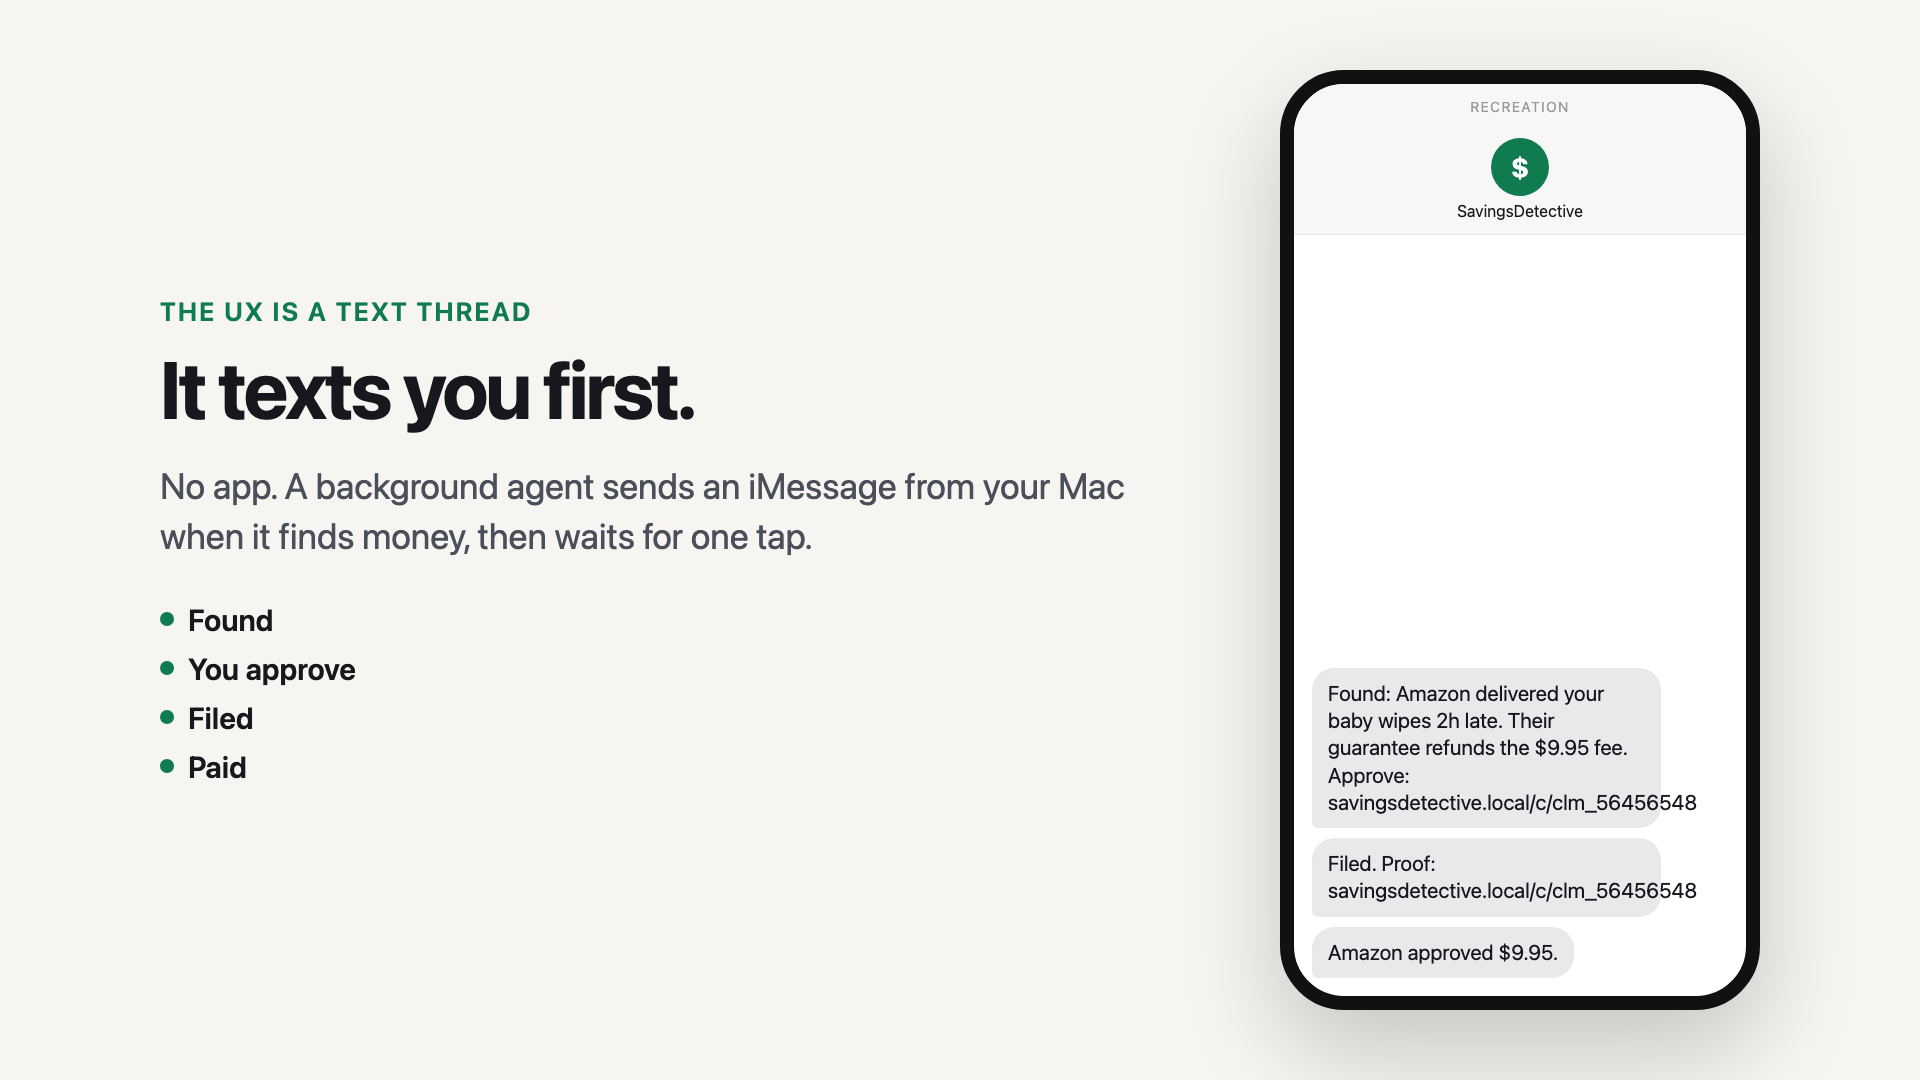 THE UX IS A TEXT THREAD
It texts you first.
No app. A background agent sends an iMessage from your Mac
when it finds money, then waits for one tap.
Found
You approve
Filed
Paid
RECREATION
$
SavingsDetective
Found: Amazon delivered your
baby wipes 2h late. Their
guarantee refunds the $9.95 fee.
Approve:
savingsdetective.local/c/clm_56456548
Filed. Proof:
savingsdetective.local/c/clm_56456548
Amazon approved $9.95.